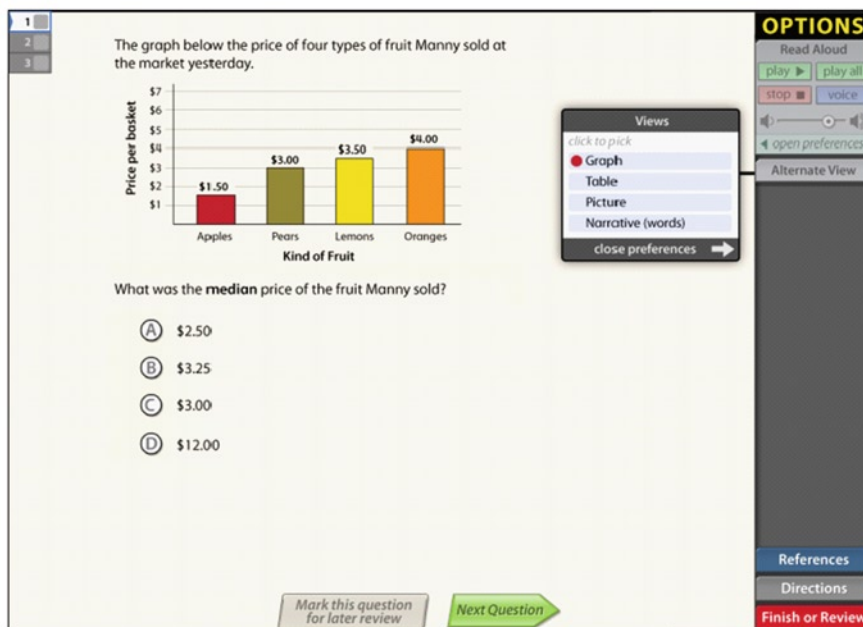 1
2
3
The graph below the price of four types of fruit Manny sold at
the market yesterday.
Price per basket
$7
$6
$5
$4
$3
$2
$1
$1.50
$3.00
$3.50
$4.00
Apples Pears Lemons Oranges
Kind of Fruit
What was the median price of the fruit Manny sold?
A $2.50
B $3.25
C $3.00
D $12.00
Mark this question
for later review
Next Question
Views
click to pick
Graph
Table
Picture
Narrative (words)
close preferences
OPTIONS
Read Aloud
play play all
stop voice
open preferences
Alternate View
References
Directions
Finish or Review